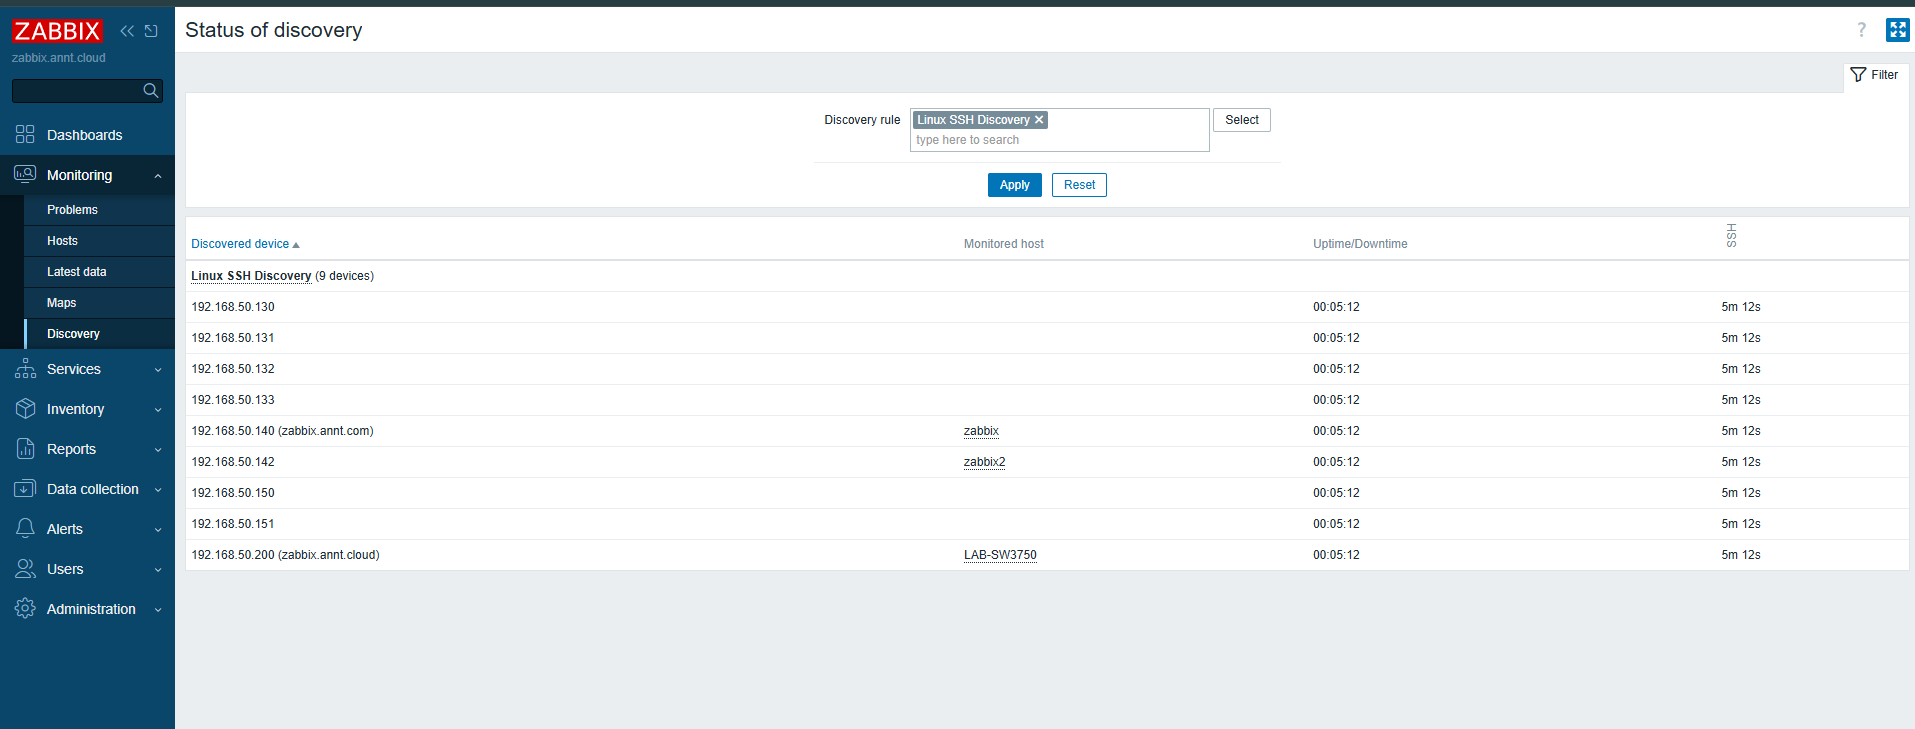 ZABBIX
zabbix.annt.cloud
Dashboards
Monitoring
Problems
Hosts
Latest data
Maps
Discovery
Services
Inventory
Reports
Data collection
Alerts
Users
Administration
Status of discovery
?
Filter
Discovery rule
Linux SSH Discovery
type here to search
Select
Apply Reset
Discovered device Monitored host Uptime/Downtime SSH
Linux SSH Discovery (9 devices)
192.168.50.130 00:05:12 5m 12s
192.168.50.131 00:05:12 5m 12s
192.168.50.132 00:05:12 5m 12s
192.168.50.133 00:05:12 5m 12s
192.168.50.140 (zabbix.annt.com) zabbix 00:05:12 5m 12s
192.168.50.142 zabbix2 00:05:12 5m 12s
192.168.50.150 00:05:12 5m 12s
192.168.50.151 00:05:12 5m 12s
192.168.50.200 (zabbix.annt.cloud) LAB-SW3750 00:05:12 5m 12s